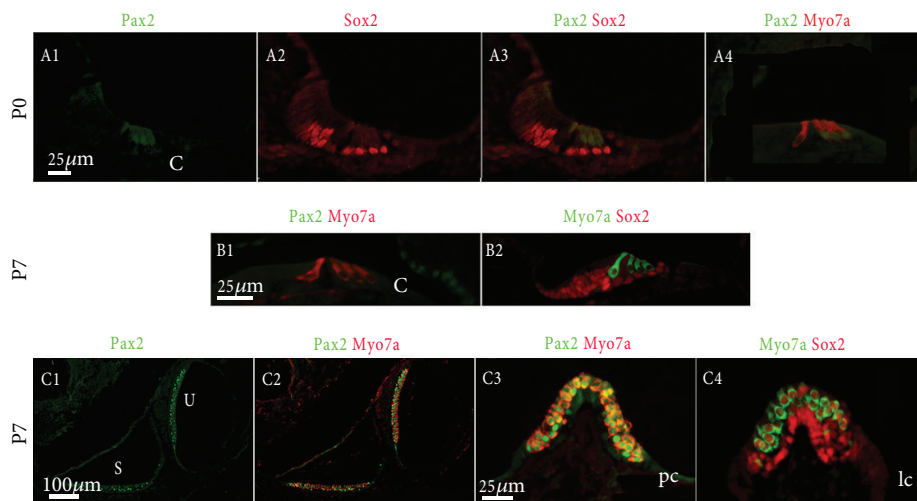 Pax2 Sox2 Pax2 Sox2 Pax2 Myo7a
P0
A1 A2 A3 A4
C
25μm
Pax2 Myo7a Myo7a Sox2
P7
B1 B2
C
25μm
Pax2 Pax2 Myo7a Pax2 Myo7a Myo7a Sox2
P7
C1 C2 C3 C4
U
S
100μm 25μm pc lc